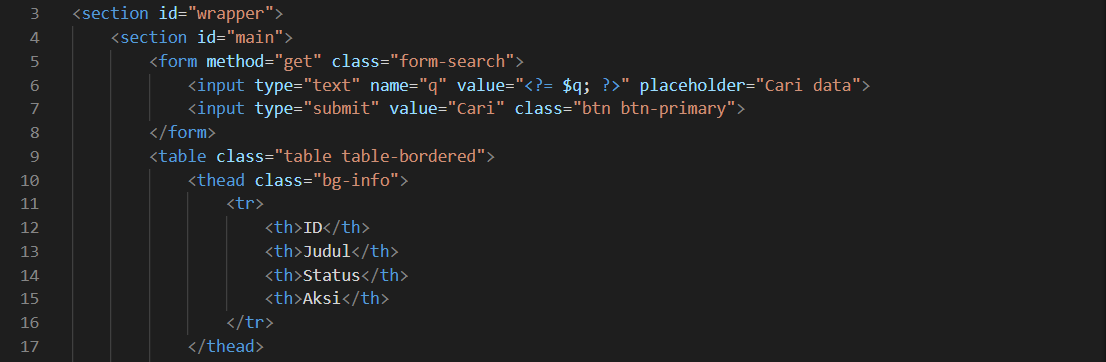 3 <section id="wrapper">
4 <section id="main">
5 <form method="get" class="form-search">
6 <input type="text" name="q" value="<?= $q; ?>" placeholder="Cari data">
7 <input type="submit" value="Cari" class="btn btn-primary">
8 </form>
9 <table class="table table-bordered">
10 <thead class="bg-info">
11 <tr>
12 <th>ID</th>
13 <th>Judul</th>
14 <th>Status</th>
15 <th>Aksi</th>
16 </tr>
17 </thead>